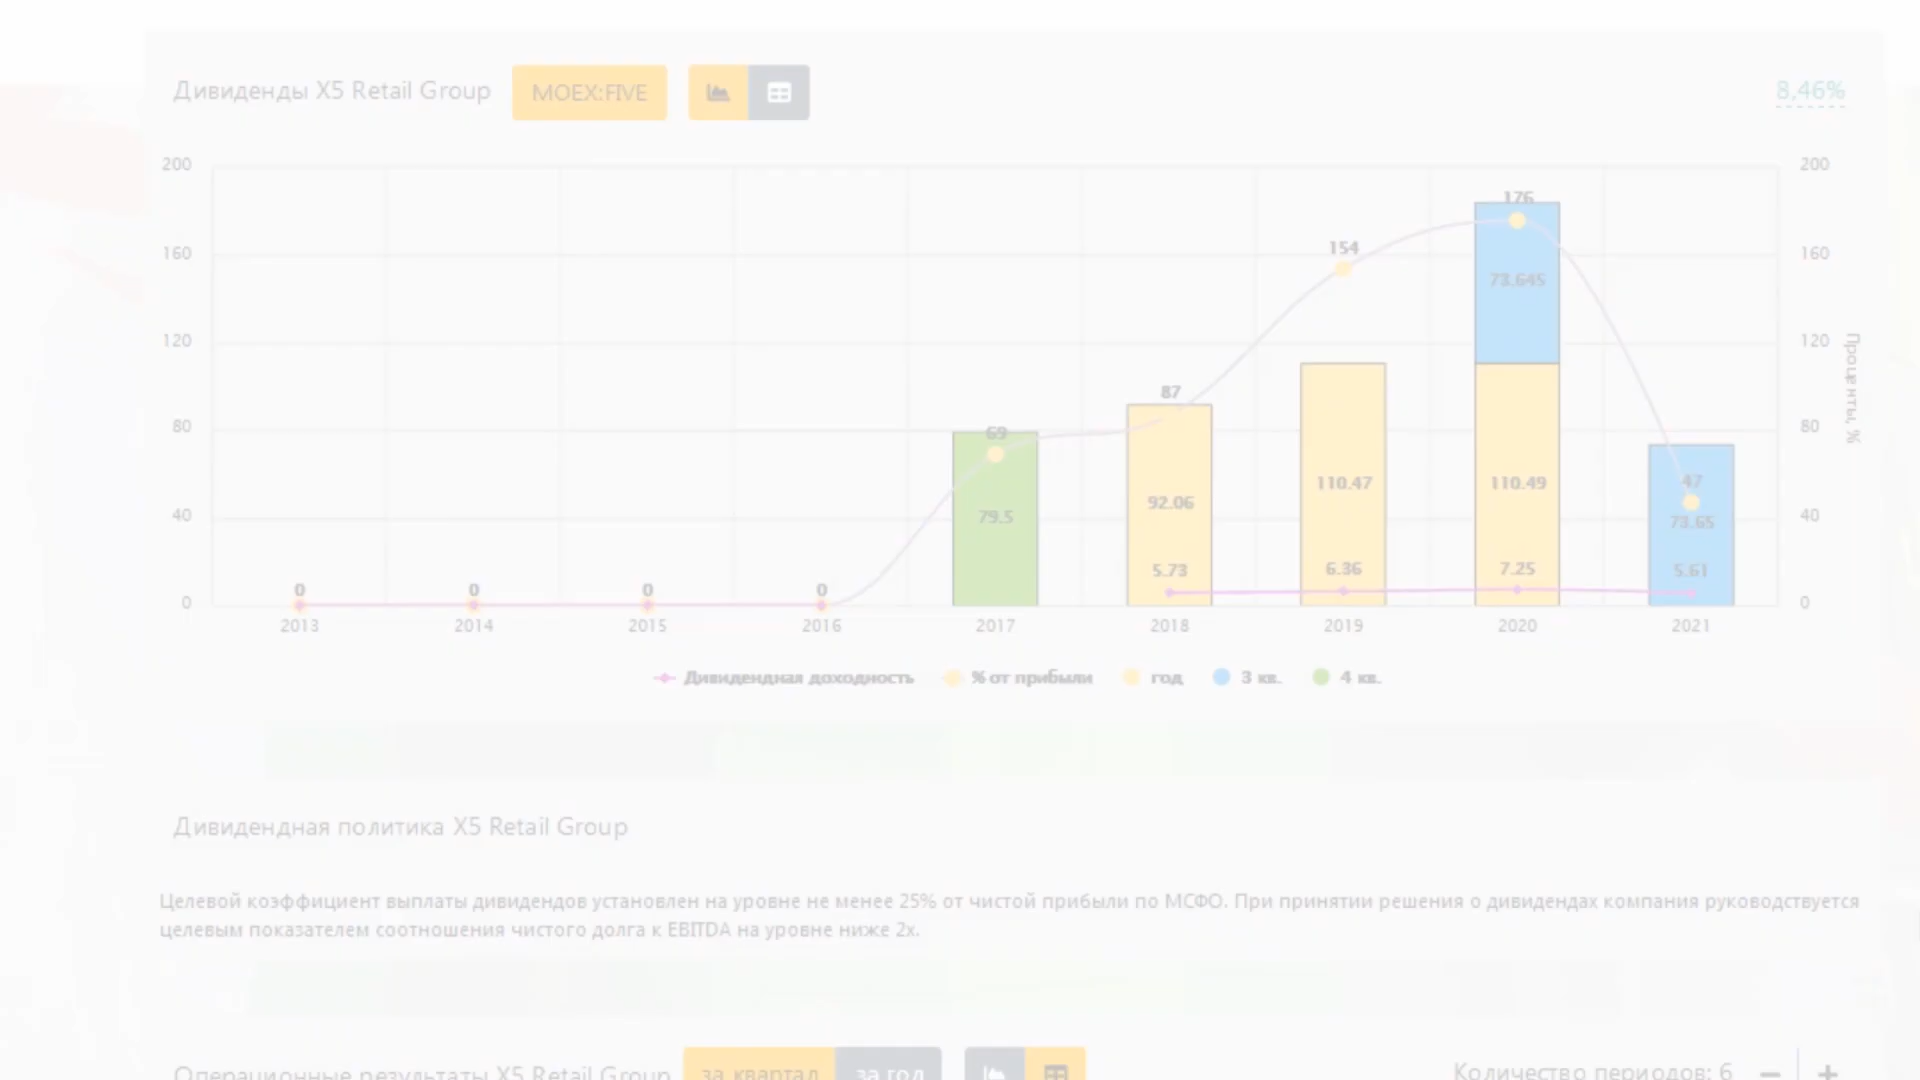 Дивиденды X5 Retail Group MOEX:FIVE 8,46%
200 200
176
154
160 160
73.645
120 120
Проценты, %
87
80 69 80
47
110.47 110.49
92.06
79.5 73.65
40 40
5.73 6.36 7.25 5.61
0 0 0 0
0 0
2013 2014 2015 2016 2017 2018 2019 2020 2021
Дивидендная доходность % от прибыли год 3 кв. 4 кв.
Дивидендная политика X5 Retail Group
Целевой коэффициент выплаты дивидендов установлен на уровне не менее 25% от чистой прибыли по МСФО. При принятии решения о дивидендах компания руководствуется
целевым показателем соотношения чистого долга к EBITDA на уровне ниже 2x.
Операционные результаты X5 Retail Group за квартал за год Количество периодов: 6 − +